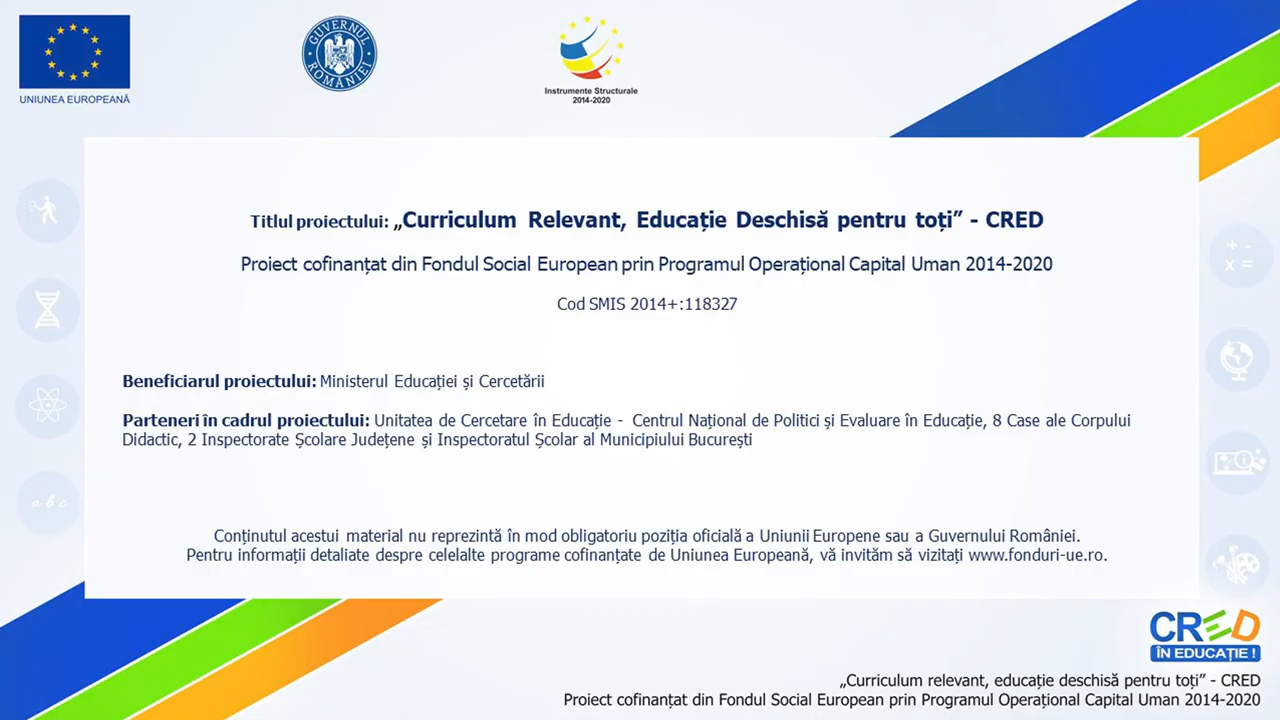 UNIUNEA EUROPEANĂ
GUVERNUL ROMÂNIEI
Instrumente Structurale
2014-2020
Titlul proiectului: „Curriculum Relevant, Educație Deschisă pentru toți” - CRED
Proiect cofinanțat din Fondul Social European prin Programul Operațional Capital Uman 2014-2020
Cod SMIS 2014+:118327
Beneficiarul proiectului: Ministerul Educației și Cercetării
Parteneri în cadrul proiectului: Unitatea de Cercetare în Educație - Centrul Național de Politici și Evaluare în Educație, 8 Case ale Corpului
Didactic, 2 Inspectorate Școlare Județene și Inspectoratul Școlar al Municipiului București
a b c
Conținutul acestui material nu reprezintă în mod obligatoriu poziția oficială a Uniunii Europene sau a Guvernului României.
Pentru informații detaliate despre celelalte programe cofinanțate de Uniunea Europeană, vă invităm să vizitați www.fonduri-ue.ro.
CRED
ÎN EDUCAȚIE !
„Curriculum relevant, educație deschisă pentru toți” - CRED
Proiect cofinanțat din Fondul Social European prin Programul Operațional Capital Uman 2014-2020